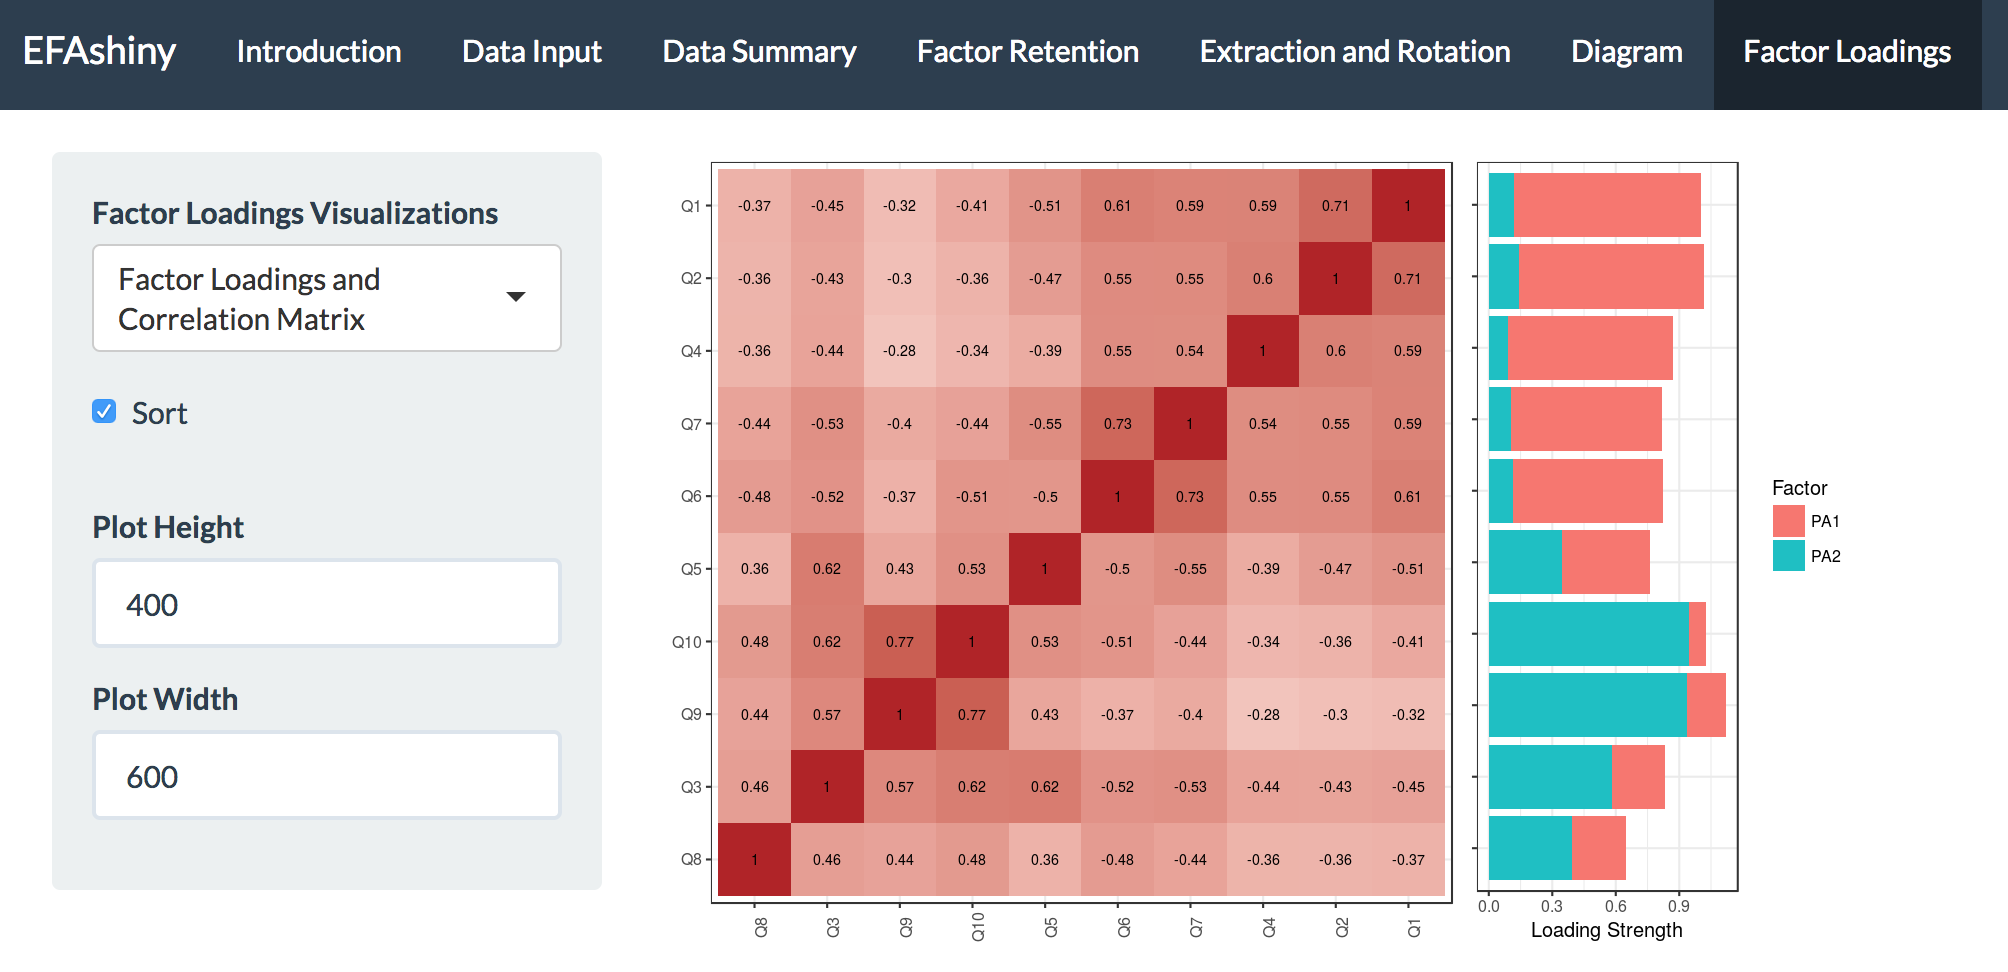 EFAshiny Introduction Data Input Data Summary Factor Retention Extraction and Rotation Diagram Factor Loadings
Factor Loadings Visualizations
Factor Loadings and
Correlation Matrix
Sort
Plot Height
400
Plot Width
600
Q1 -0.37 -0.45 -0.32 -0.41 -0.51 0.61 0.59 0.59 0.71 1
Q2 -0.36 -0.43 -0.3 -0.36 -0.47 0.55 0.55 0.6 1 0.71
Q4 -0.36 -0.44 -0.28 -0.34 -0.39 0.55 0.54 1 0.6 0.59
Q7 -0.44 -0.53 -0.4 -0.44 -0.55 0.73 1 0.54 0.55 0.59
Q6 -0.48 -0.52 -0.37 -0.51 -0.5 1 0.73 0.55 0.55 0.61
Q5 0.36 0.62 0.43 0.53 1 -0.5 -0.55 -0.39 -0.47 -0.51
Q10 0.48 0.62 0.77 1 0.53 -0.51 -0.44 -0.34 -0.36 -0.41
Q9 0.44 0.57 1 0.77 0.43 -0.37 -0.4 -0.28 -0.3 -0.32
Q3 0.46 1 0.57 0.62 0.62 -0.52 -0.53 -0.44 -0.43 -0.45
Q8 1 0.46 0.44 0.48 0.36 -0.48 -0.44 -0.36 -0.36 -0.37
Q8 Q3 Q9 Q10 Q5 Q6 Q7 Q4 Q2 Q1
0.0 0.3 0.6 0.9
Loading Strength
Factor
PA1
PA2